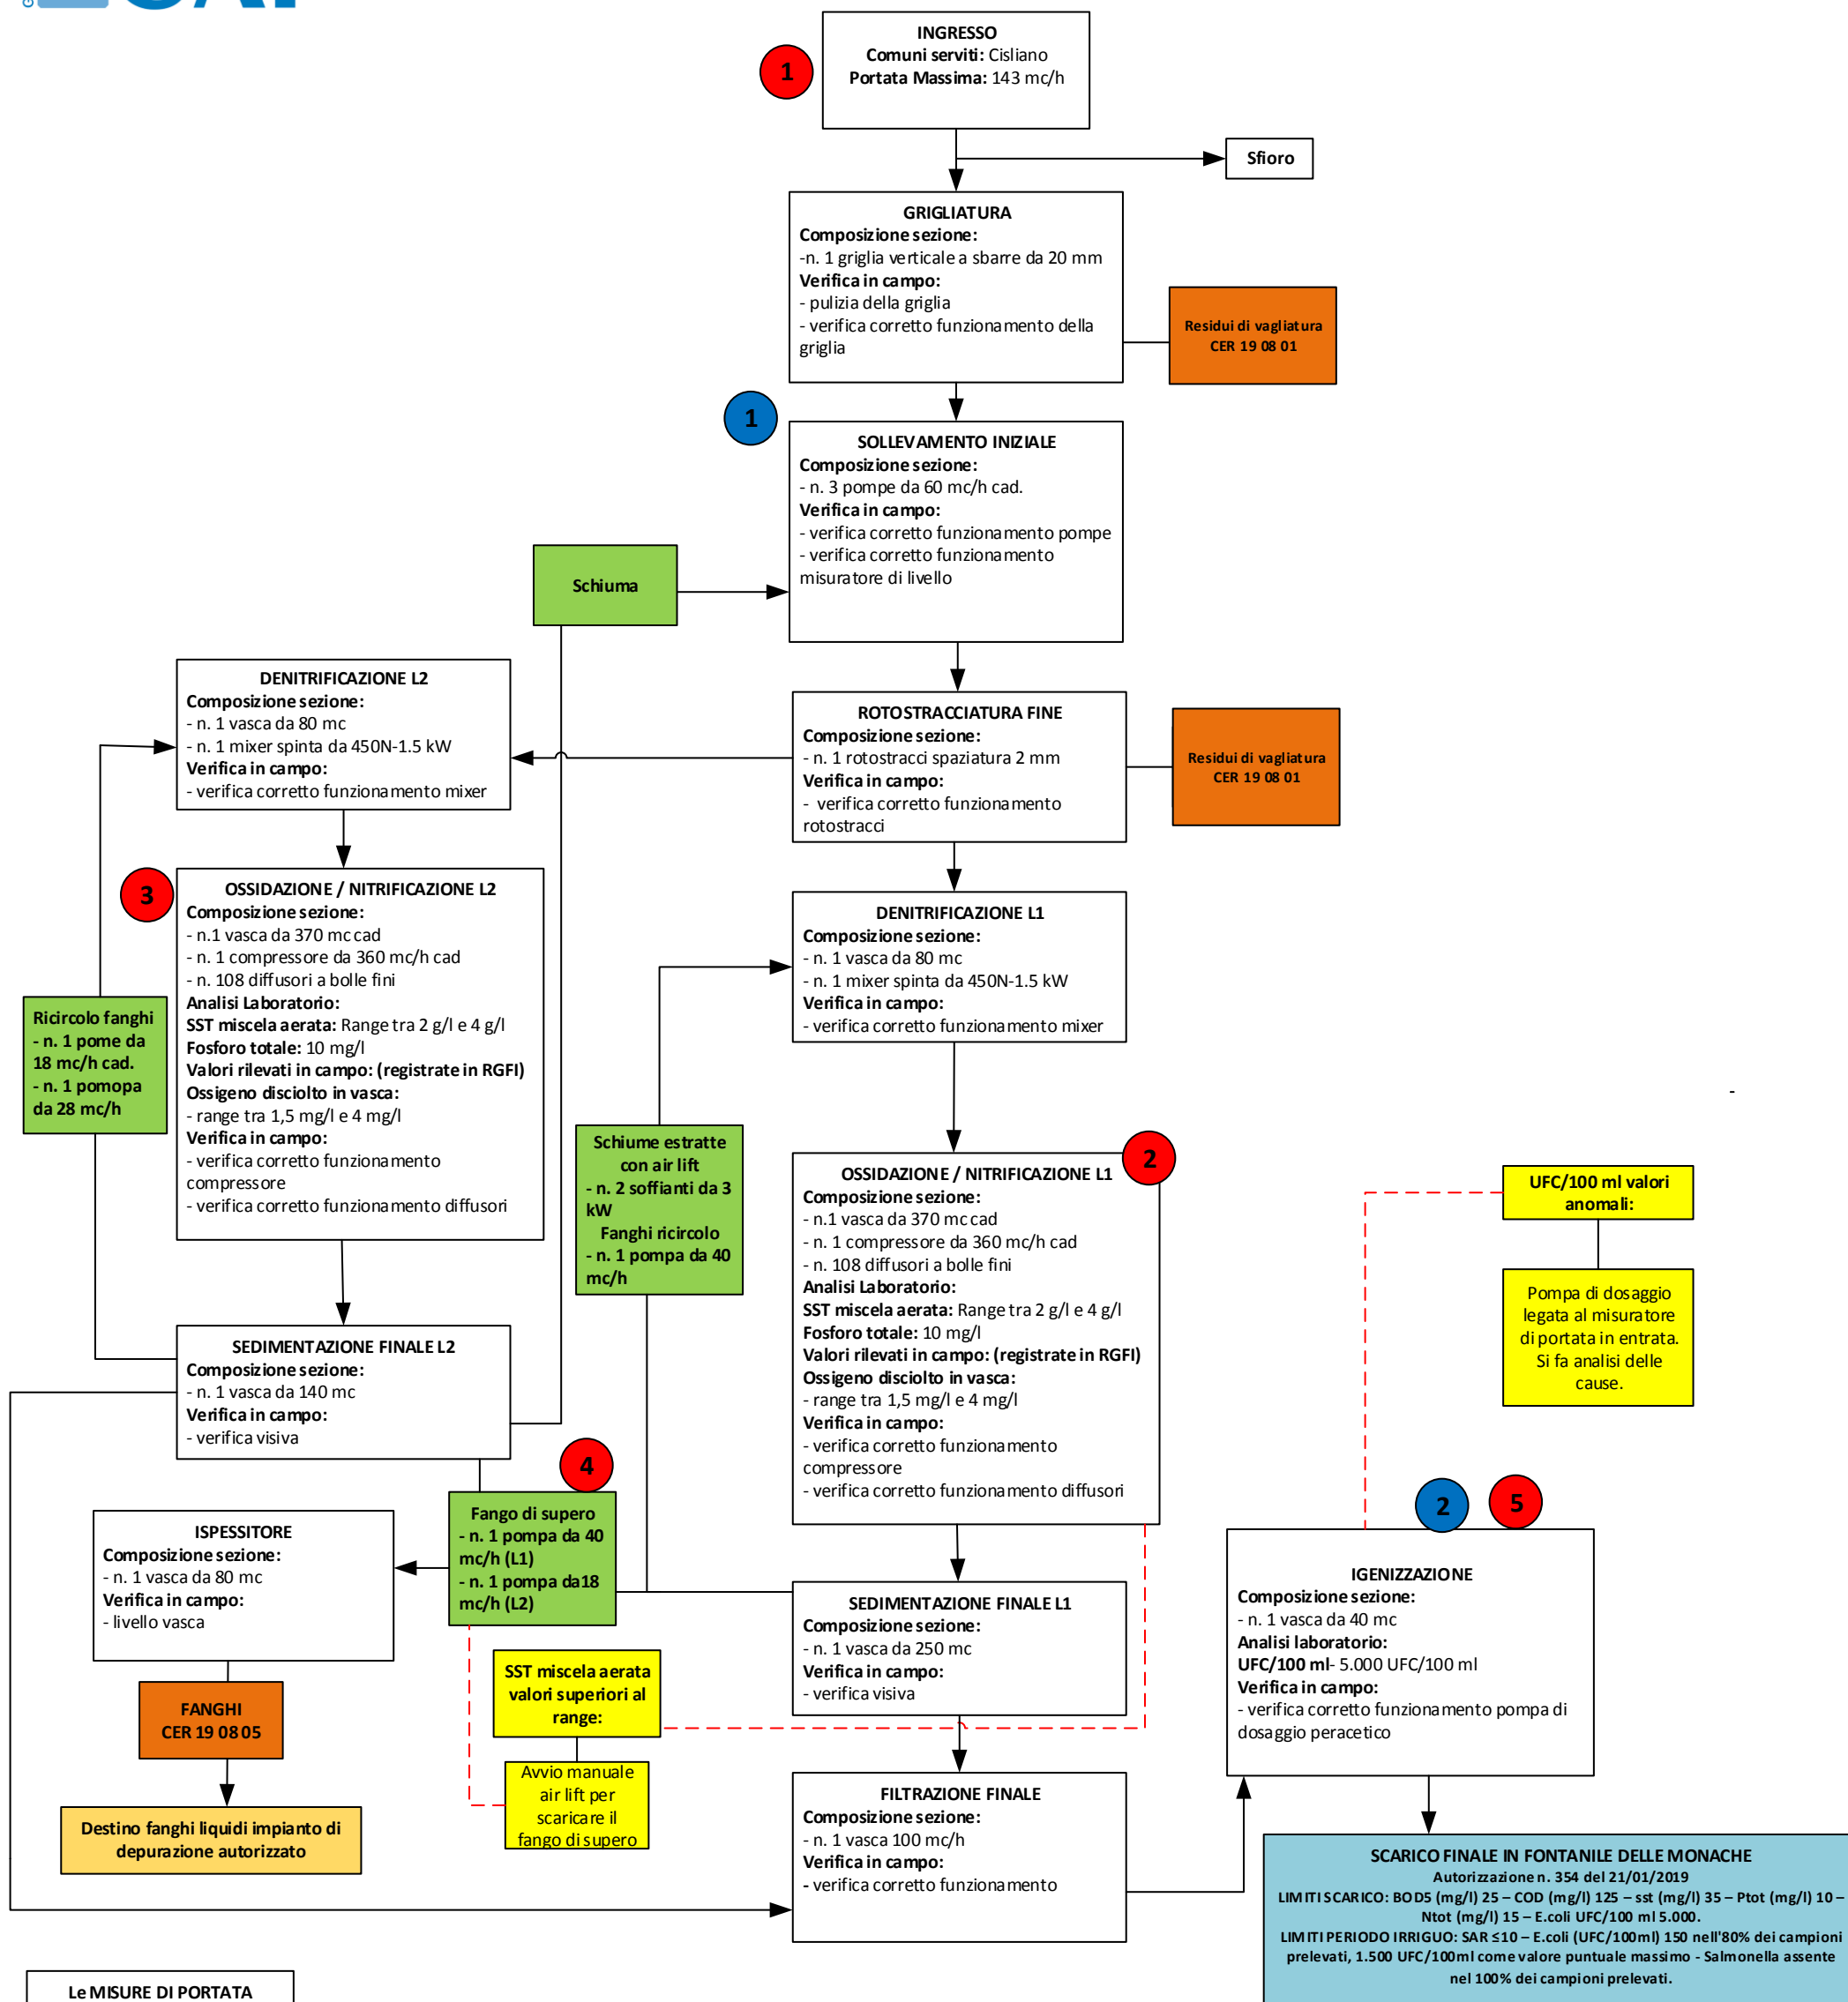 INGRESSO
Comuni serviti: Cisliano
Portata Massima: 143 mc/h
1
Sfioro
GRIGLIATURA
Composizione sezione:
-n. 1 griglia verticale a sbarre da 20 mm
Verifica in campo:
- pulizia della griglia
- verifica corretto funzionamento della
griglia
Residui di vagliatura
CER 19 08 01
1
SOLLEVAMENTO INIZIALE
Composizione sezione:
- n. 3 pompe da 60 mc/h cad.
Verifica in campo:
- verifica corretto funzionamento pompe
- verifica corretto funzionamento
misuratore di livello
Schiuma
DENITRIFICAZIONE L2
Composizione sezione:
- n. 1 vasca da 80 mc
- n. 1 mixer spinta da 450N-1.5 kW
Verifica in campo:
- verifica corretto funzionamento mixer
ROTOSTRACCIATURA FINE
Composizione sezione:
- n. 1 rotostracci spaziatura 2 mm
Verifica in campo:
- verifica corretto funzionamento
rotostracci
Residui di vagliatura
CER 19 08 01
3
OSSIDAZIONE / NITRIFICAZIONE L2
Composizione sezione:
- n.1 vasca da 370 mc cad
- n. 1 compressore da 360 mc/h cad
- n. 108 diffusori a bolle fini
Analisi Laboratorio:
SST miscela aerata: Range tra 2 g/l e 4 g/l
Fosforo totale: 10 mg/l
Valori rilevati in campo: (registrate in RGFI)
Ossigeno disciolto in vasca:
- range tra 1,5 mg/l e 4 mg/l
Verifica in campo:
- verifica corretto funzionamento
compressore
- verifica corretto funzionamento diffusori
DENITRIFICAZIONE L1
Composizione sezione:
- n. 1 vasca da 80 mc
- n. 1 mixer spinta da 450N-1.5 kW
Verifica in campo:
- verifica corretto funzionamento mixer
Ricircolo fanghi
- n. 1 pome da
18 mc/h cad.
- n. 1 pomopa
da 28 mc/h
-
Schiume estratte
con air lift
- n. 2 soffianti da 3
kW
Fanghi ricircolo
- n. 1 pompa da 40
mc/h
2
OSSIDAZIONE / NITRIFICAZIONE L1
Composizione sezione:
- n.1 vasca da 370 mc cad
- n. 1 compressore da 360 mc/h cad
- n. 108 diffusori a bolle fini
Analisi Laboratorio:
SST miscela aerata: Range tra 2 g/l e 4 g/l
Fosforo totale: 10 mg/l
Valori rilevati in campo: (registrate in RGFI)
Ossigeno disciolto in vasca:
- range tra 1,5 mg/l e 4 mg/l
Verifica in campo:
- verifica corretto funzionamento
compressore
- verifica corretto funzionamento diffusori
UFC/100 ml valori
anomali:
Pompa di dosaggio
legata al misuratore
di portata in entrata.
Si fa analisi delle
cause.
SEDIMENTAZIONE FINALE L2
Composizione sezione:
- n. 1 vasca da 140 mc
Verifica in campo:
- verifica visiva
4
Fango di supero
- n. 1 pompa da 40
mc/h (L1)
- n. 1 pompa da18
mc/h (L2)
ISPESSITORE
Composizione sezione:
- n. 1 vasca da 80 mc
Verifica in campo:
- livello vasca
2
5
IGENIZZAZIONE
Composizione sezione:
- n. 1 vasca da 40 mc
Analisi laboratorio:
UFC/100 ml- 5.000 UFC/100 ml
Verifica in campo:
- verifica corretto funzionamento pompa di
dosaggio peracetico
SEDIMENTAZIONE FINALE L1
Composizione sezione:
- n. 1 vasca da 250 mc
Verifica in campo:
- verifica visiva
SST miscela aerata
valori superiori al
range:
Avvio manuale
air lift per
scaricare il
fango di supero
FANGHI
CER 19 08 05
Destino fanghi liquidi impianto di
depurazione autorizzato
FILTRAZIONE FINALE
Composizione sezione:
- n. 1 vasca 100 mc/h
Verifica in campo:
- verifica corretto funzionamento
SCARICO FINALE IN FONTANILE DELLE MONACHE
Autorizzazione n. 354 del 21/01/2019
LIMITI SCARICO: BOD5 (mg/l) 25 – COD (mg/l) 125 – sst (mg/l) 35 – Ptot (mg/l) 10 –
Ntot (mg/l) 15 – E.coli UFC/100 ml 5.000.
LIMITI PERIODO IRRIGUO: SAR ≤10 – E.coli (UFC/100ml) 150 nell'80% dei campioni
prelevati, 1.500 UFC/100ml come valore puntuale massimo - Salmonella assente
nel 100% dei campioni prelevati.
Le MISURE DI PORTATA